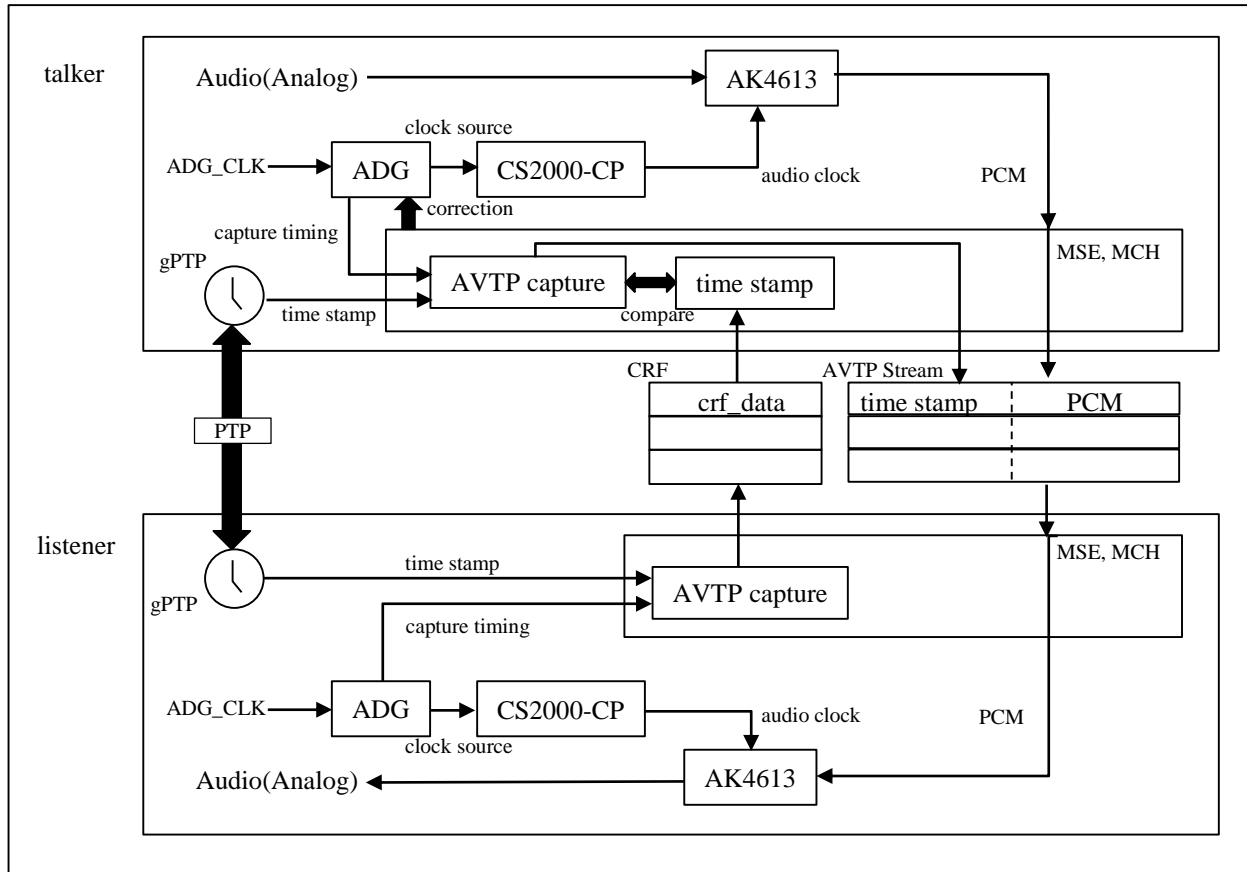 talker
Audio(Analog)
AK4613
clock source
ADG_CLK
ADG
CS2000-CP
audio clock
PCM
correction
capture timing
gPTP
MSE, MCH
AVTP capture
time stamp
time stamp
compare
CRF
AVTP Stream
crf_data
time stamp
PCM
PTP
listener
MSE, MCH
time stamp
gPTP
AVTP capture
capture timing
ADG_CLK
ADG
CS2000-CP
audio clock
PCM
clock source
Audio(Analog)
AK4613